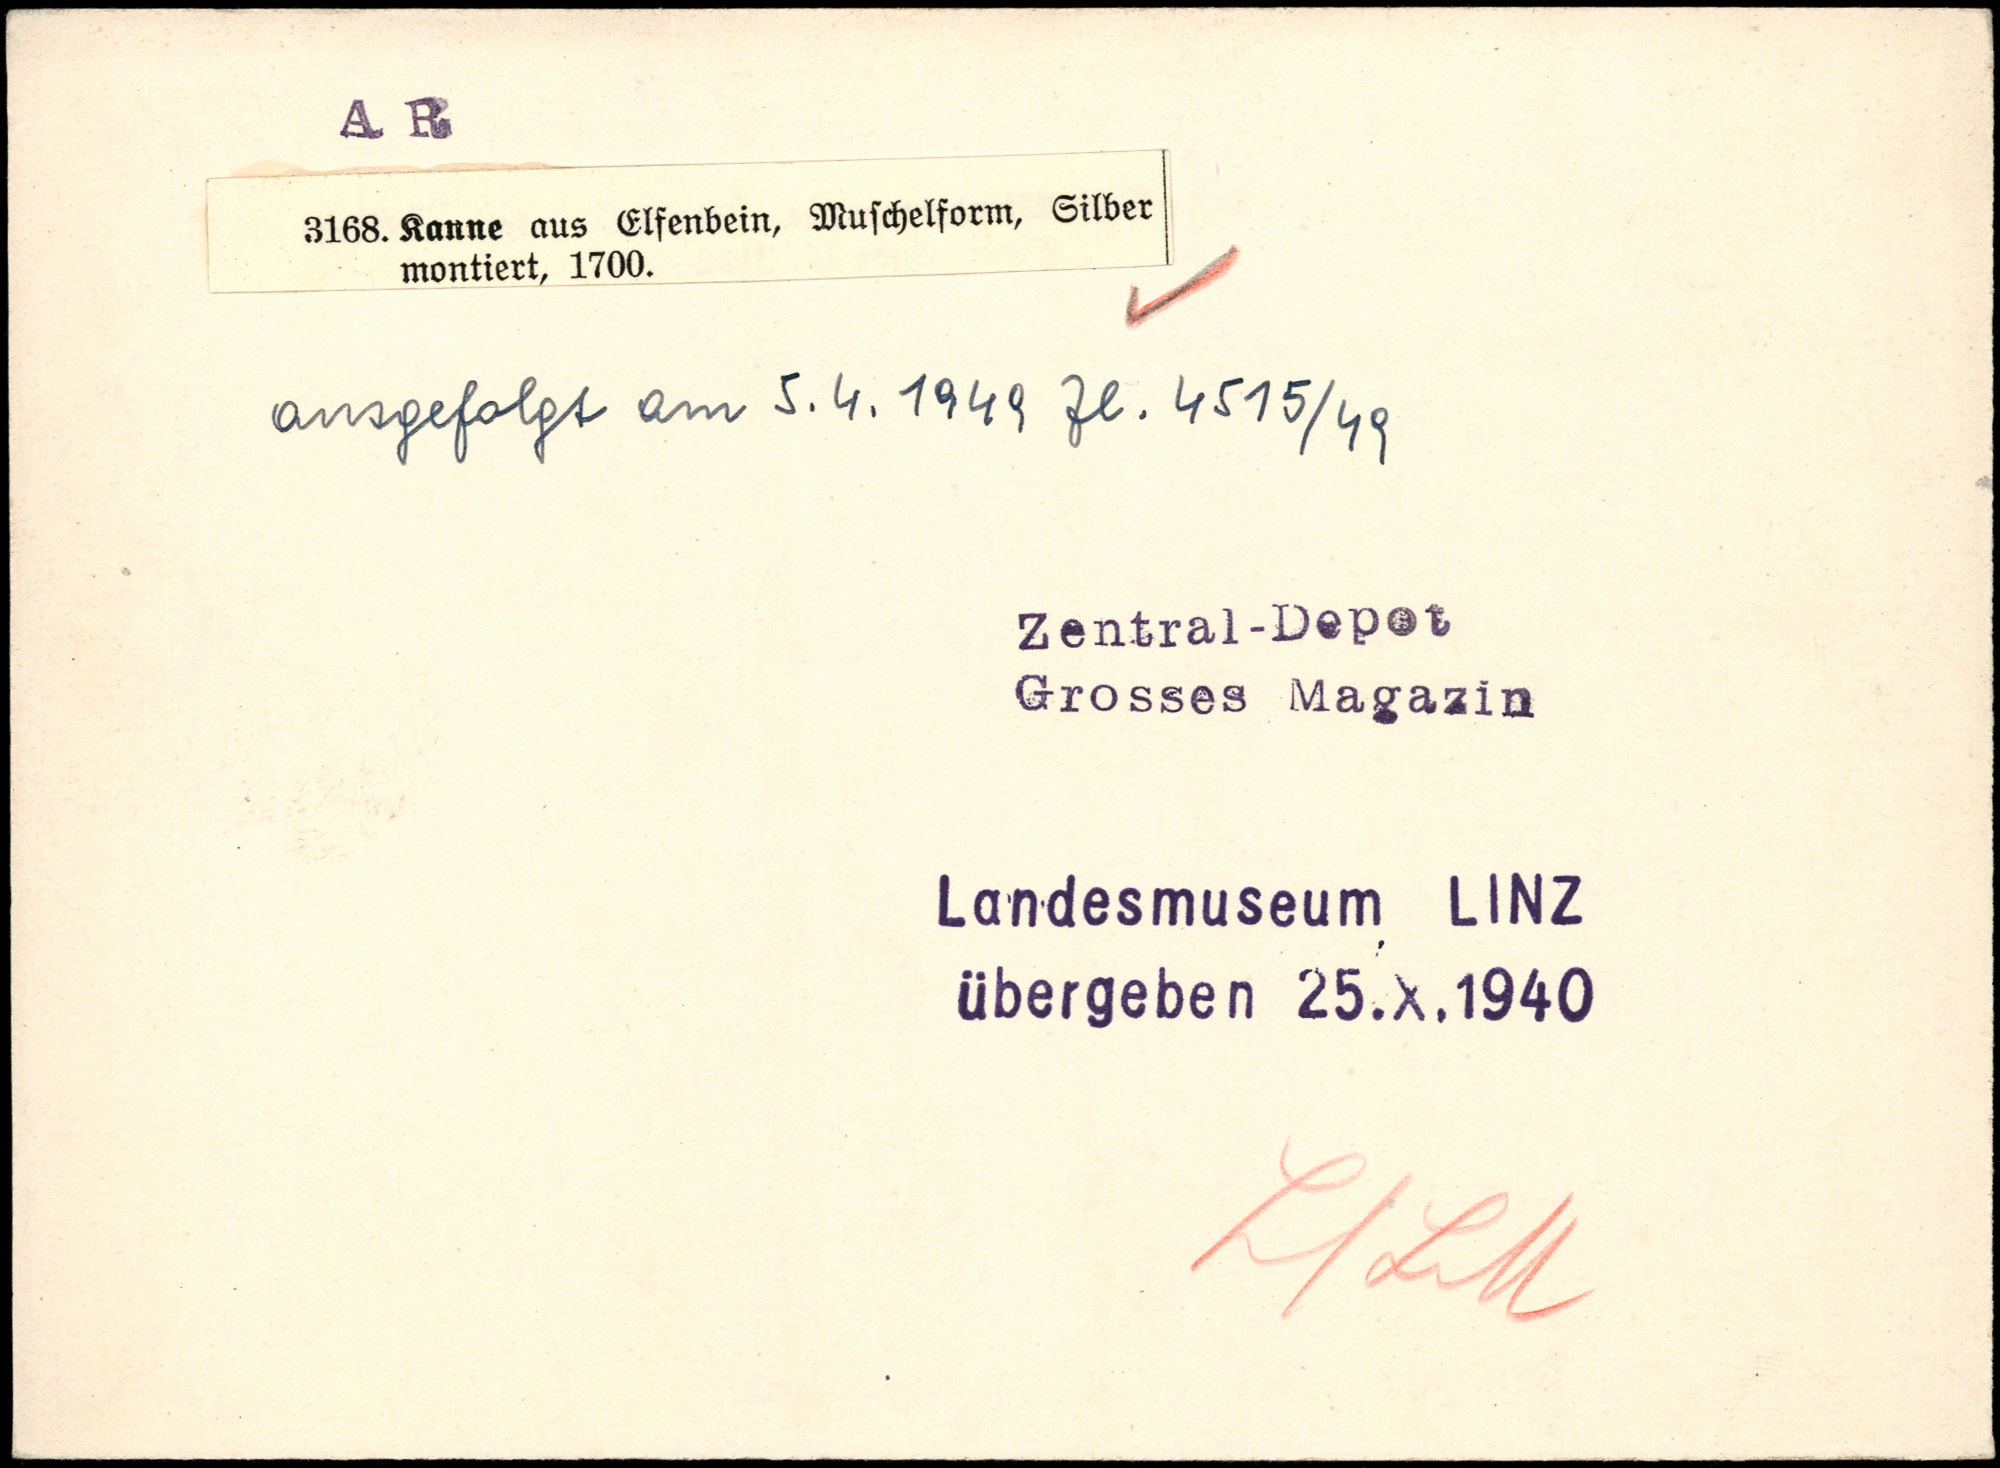 A R
3168. Kanne aus Elfenbein, Muschelform, Silber
montiert, 1700.
ausgefolgt am 5.4.1949 Zl. 4515/49
Zentral-Depot
Grosses Magazin
Landesmuseum LINZ
übergeben 25.X.1940